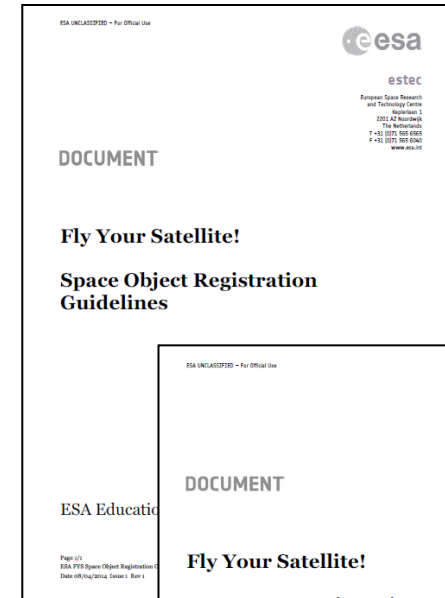 ESA UNCLASSIFIED – For Official Use
esa
estec
European Space Research
and Technology Centre
Keplerlaan 1
2201 AZ Noordwijk
The Netherlands
T +31 (0)71 565 6565
F +31 (0)71 565 6040
www.esa.int
DOCUMENT
Fly Your Satellite!
Space Object Registration
Guidelines
ESA Educatio
Page 1/1
ESA FYS Space Object Registration G
Date 08/04/2014 Issue 1 Rev 1
ESA UNCLASSIFIED – For Official Use
DOCUMENT
Fly Your Satellite!